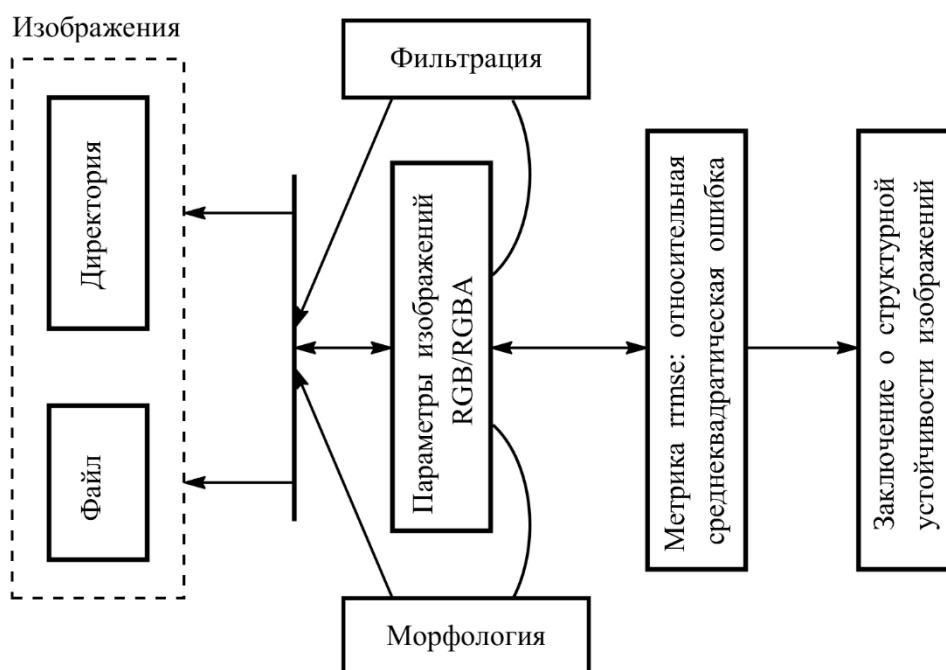 Изображения
Директория
Файл
Фильтрация
Параметры изображений
RGB/RGBA
Морфология
Метрика rrmse: относительная
среднеквадратическая ошибка
Заключение о структурной
устойчивости изображений